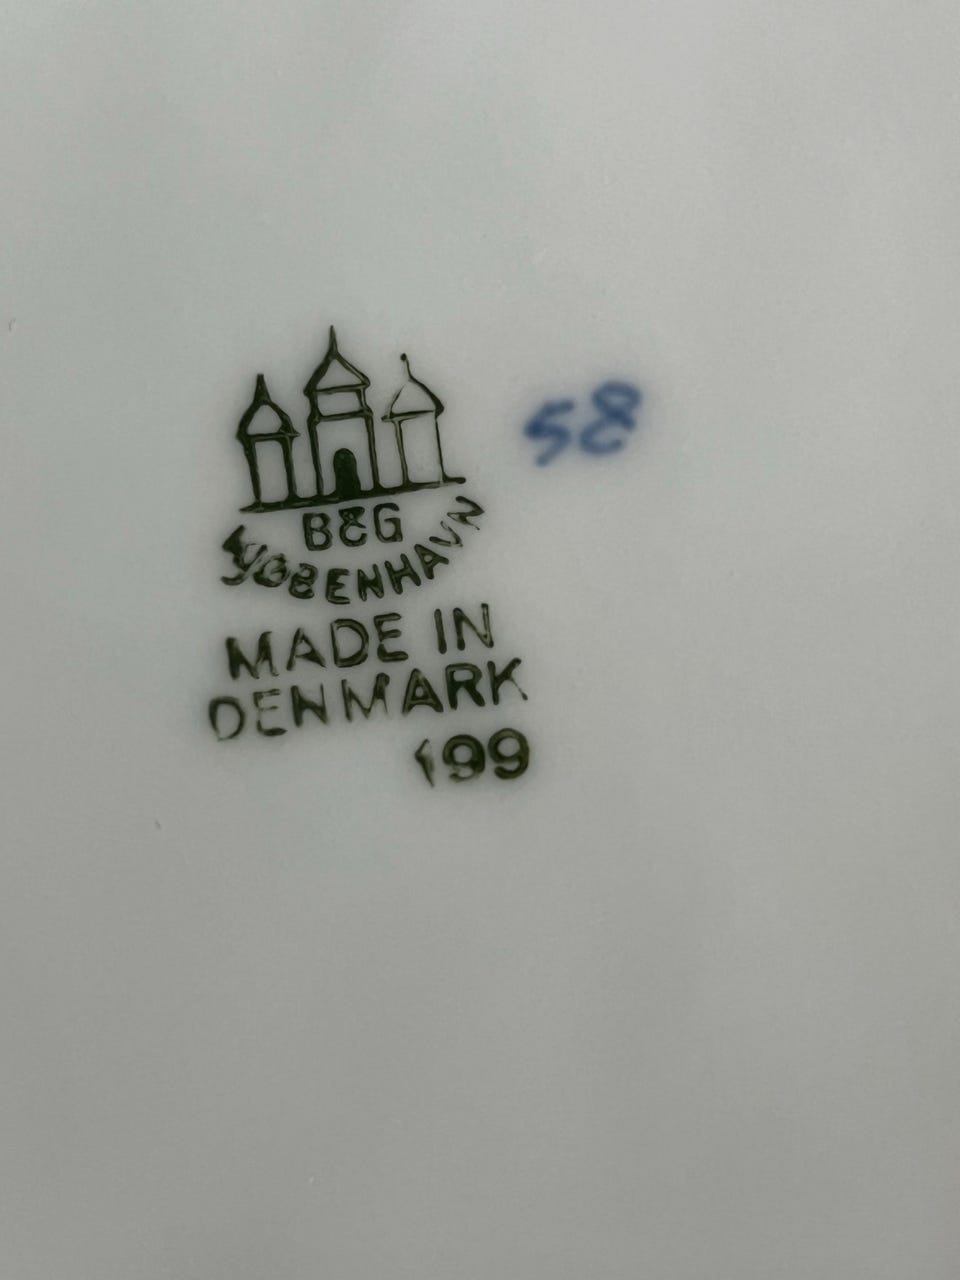 58
B&G
KJØBENHAVN
MADE IN
DENMARK
199